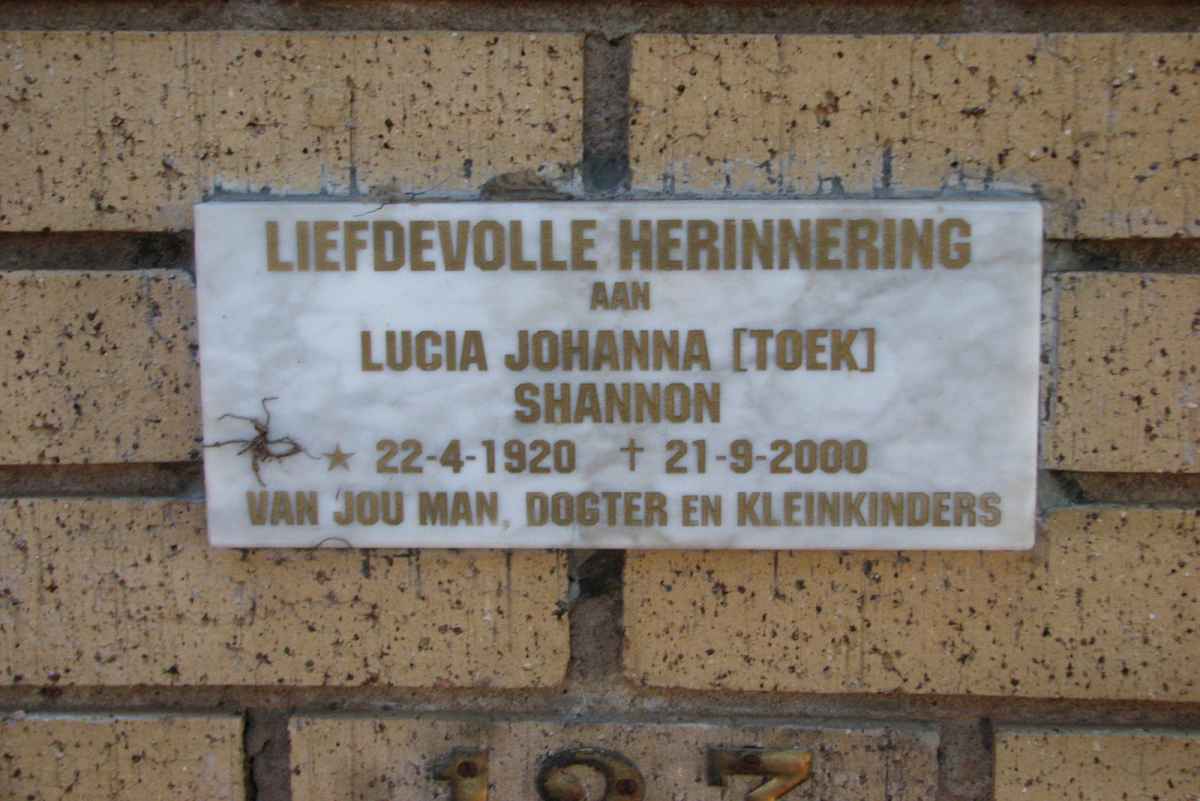 LIEFDEVOLLE HERINNERING
AAN
LUCIA JOHANNA [TOEK]
SHANNON
★ 22-4-1920 ✝ 21-9-2000
VAN JOU MAN, DOGTER EN KLEINKINDERS